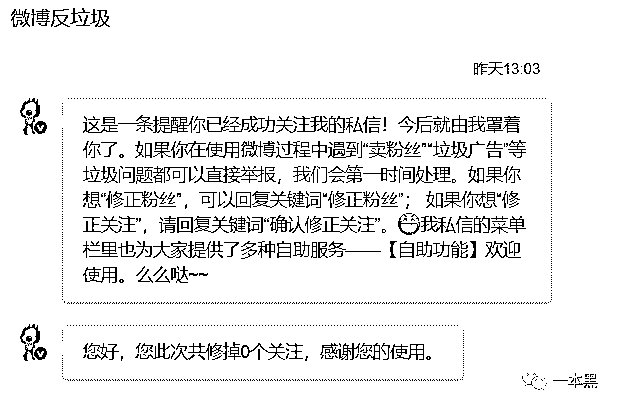 微博反垃圾
昨天13:03
这是一条提醒你已经成功关注我的私信！今后就由我罩着
你了。如果你在使用微博过程中遇到“卖粉丝”“垃圾广告”等
垃圾问题都可以直接举报，我们会第一时间处理。如果你
想“修正粉丝”，可以回复关键词“修正粉丝”； 如果你想“修
正关注”，请回复关键词“确认修正关注”。我私信的菜单
栏里也为大家提供了多种自助服务——【自助功能】欢迎
使用。么么哒~~
您好，您此次共修掉0个关注，感谢您的使用。
一本黑